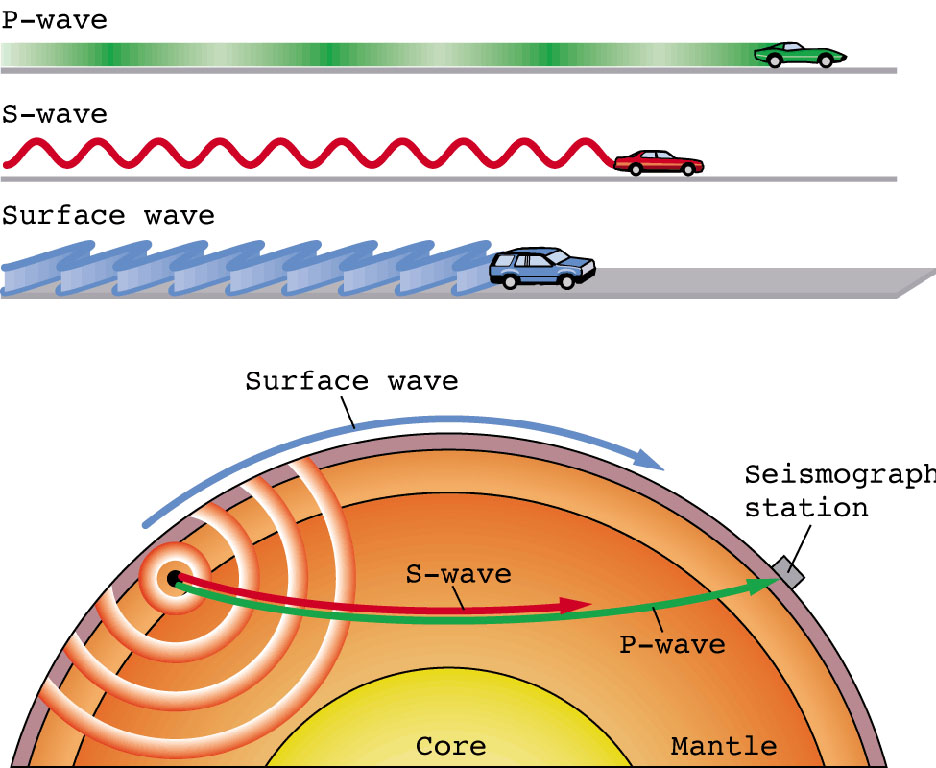 P-wave
S-wave
Surface wave
Surface wave
Seismograph
station
S-wave
P-wave
Core
Mantle